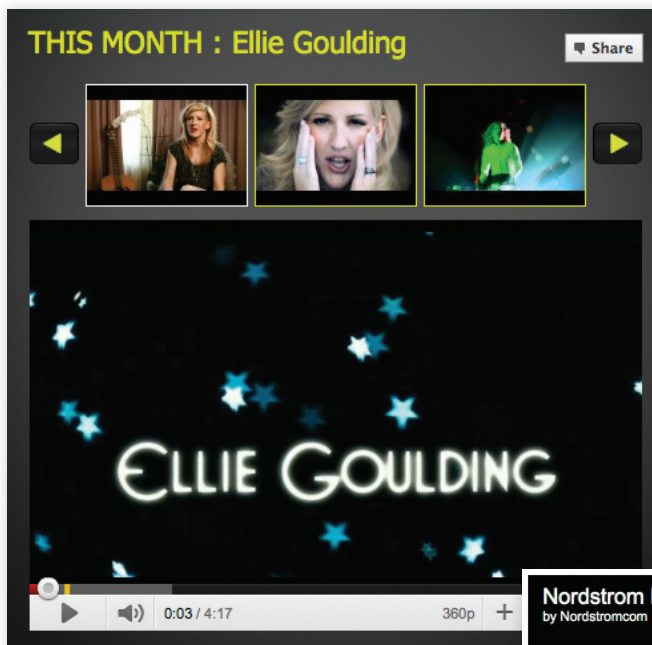 THIS MONTH : Ellie Goulding
Share
ELLIE GOULDING
0:03 / 4:17
360p
Nordstrom
by Nordstromcom